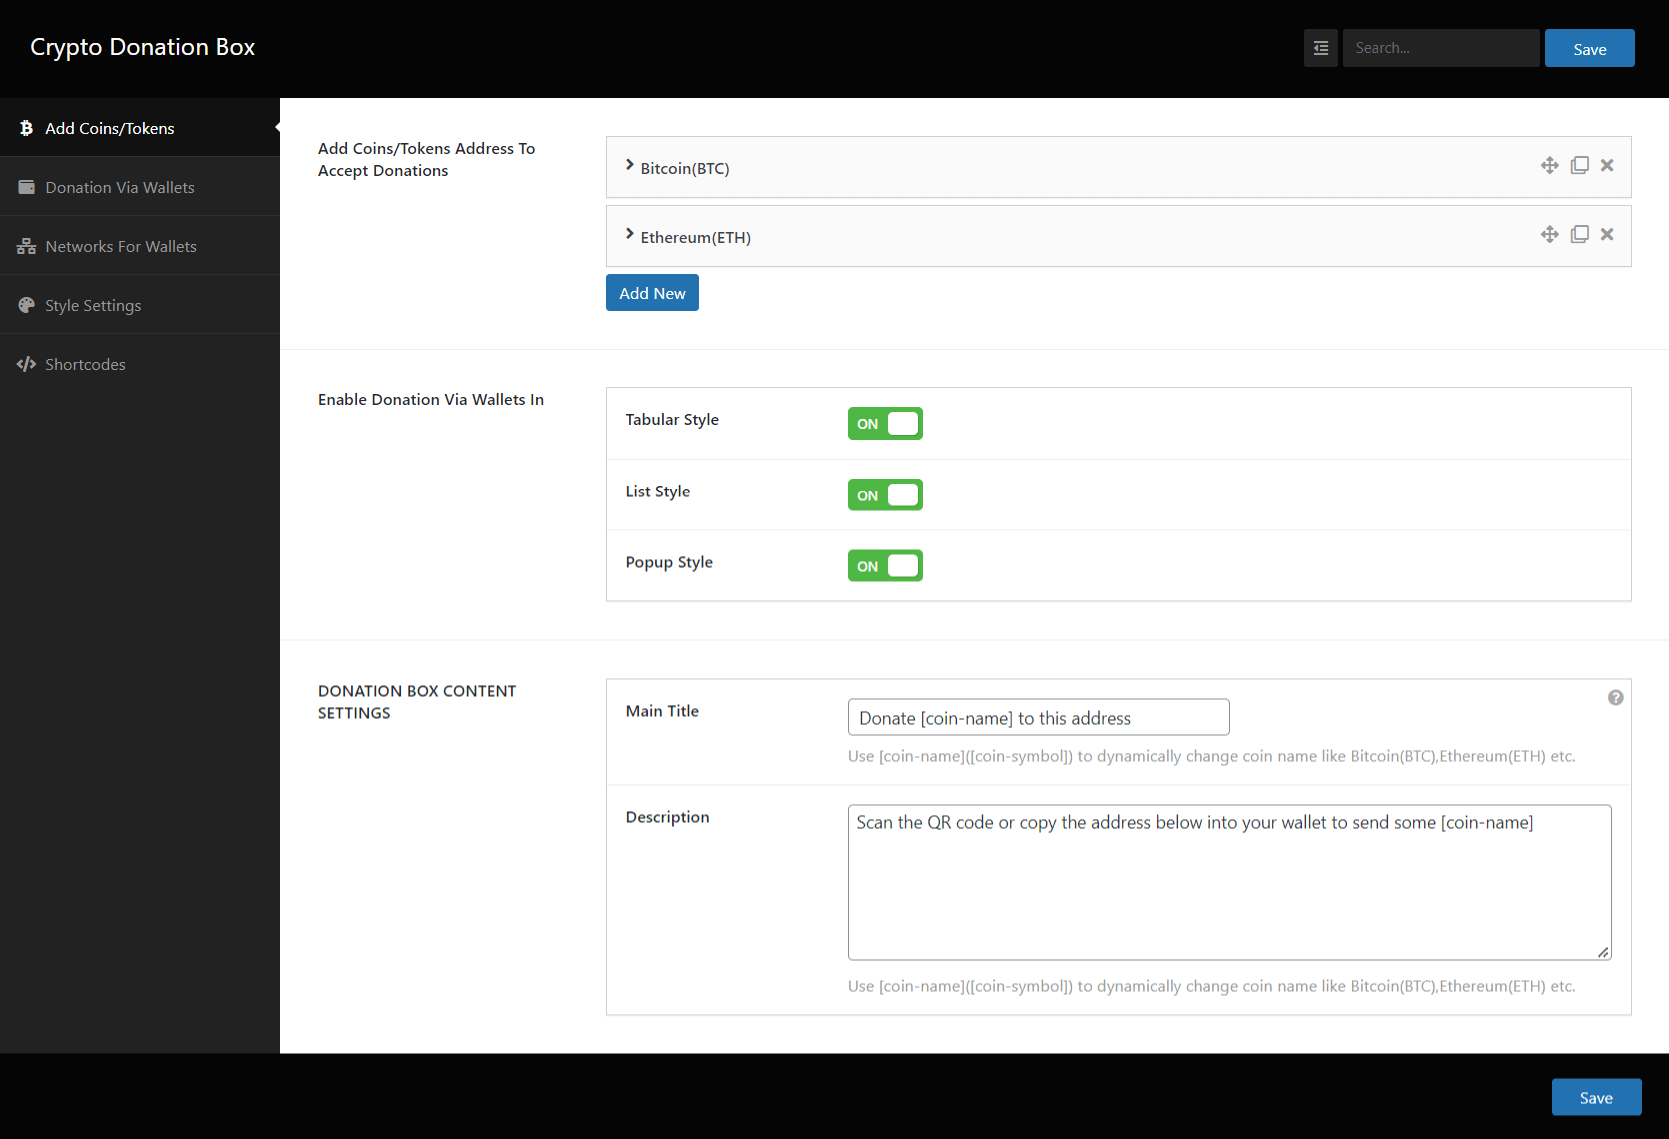 Crypto Donation Box
Search...
Save
Add Coins/Tokens
Donation Via Wallets
Networks For Wallets
Style Settings
Shortcodes
Add Coins/Tokens Address To
Accept Donations
Bitcoin(BTC)
Ethereum(ETH)
Add New
Enable Donation Via Wallets In
Tabular Style
ON
List Style
ON
Popup Style
ON
DONATION BOX CONTENT
SETTINGS
Main Title
Donate [coin-name] to this address
Use [coin-name]([coin-symbol]) to dynamically change coin name like Bitcoin(BTC),Ethereum(ETH) etc.
Description
Scan the QR code or copy the address below into your wallet to send some [coin-name]
Use [coin-name]([coin-symbol]) to dynamically change coin name like Bitcoin(BTC),Ethereum(ETH) etc.
Save